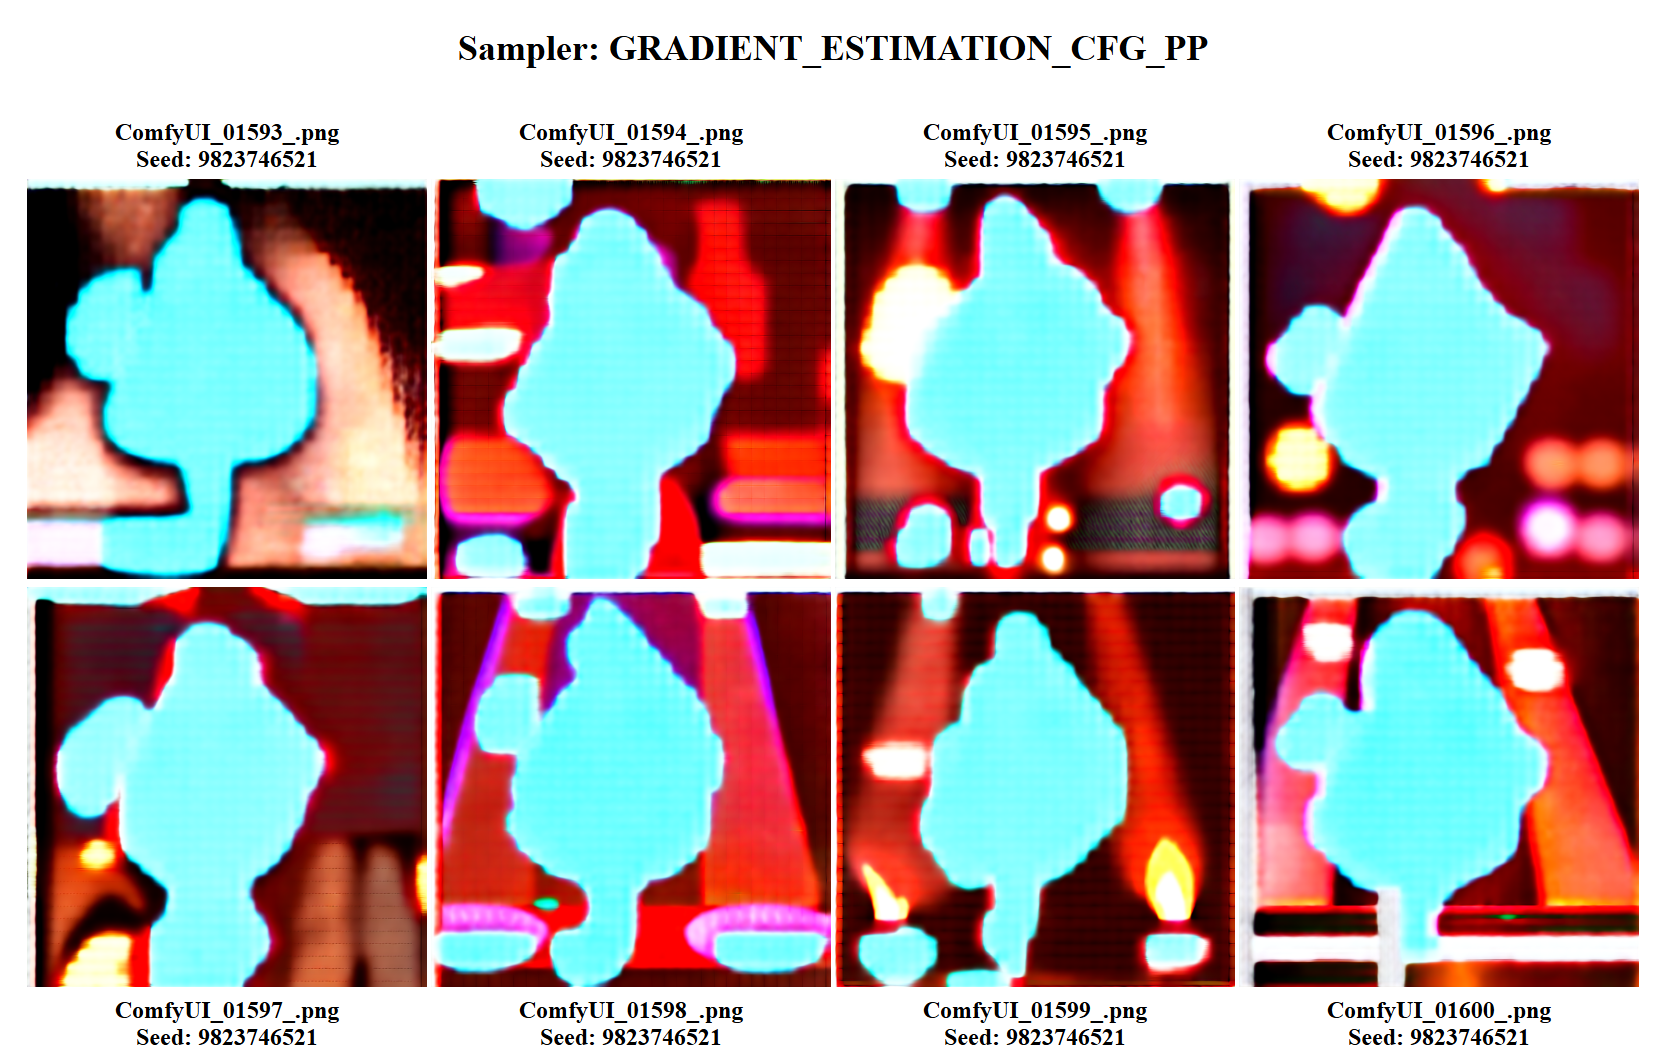 Sampler: GRADIENT_ESTIMATION_CFG_PP
ComfyUI_01593_.png
Seed: 9823746521
ComfyUI_01594_.png
Seed: 9823746521
ComfyUI_01595_.png
Seed: 9823746521
ComfyUI_01596_.png
Seed: 9823746521
ComfyUI_01597_.png
Seed: 9823746521
ComfyUI_01598_.png
Seed: 9823746521
ComfyUI_01599_.png
Seed: 9823746521
ComfyUI_01600_.png
Seed: 9823746521